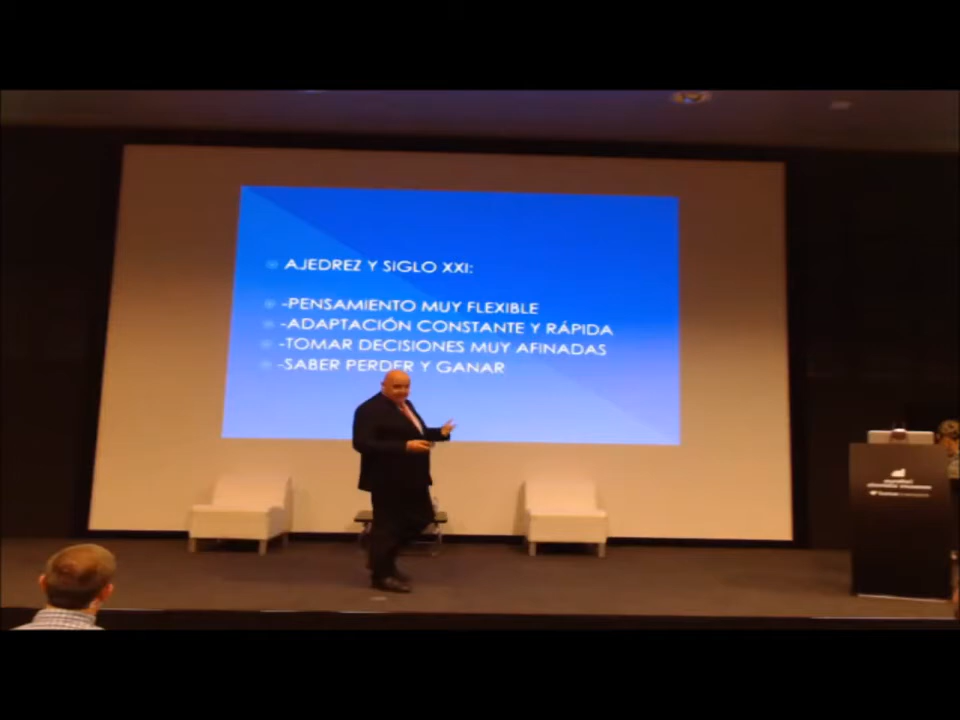 AJEDREZ Y SIGLO XXI:
-PENSAMIENTO MUY FLEXIBLE
-ADAPTACIÓN CONSTANTE Y RÁPIDA
-TOMAR DECISIONES MUY AFINADAS
-SABER PERDER Y GANAR